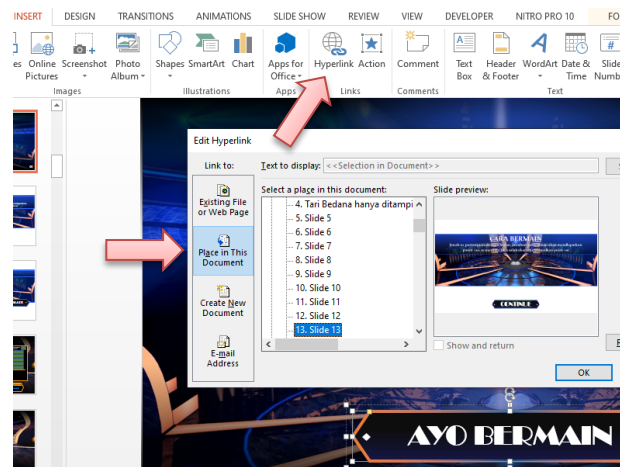 INSERT DESIGN TRANSITIONS ANIMATIONS SLIDE SHOW REVIEW VIEW DEVELOPER NITRO PRO 10 FO
es Online Screenshot Photo Shapes SmartArt Chart Apps for Hyperlink Action Comment Text Header WordArt Date & Slide
Pictures Album Office Box & Footer Time Numb
Images Illustrations Apps Links Comments Text
Edit Hyperlink
Link to: Text to display: <<Selection in Document>>
Select a place in this document: Slide preview:
Existing File
or Web Page
Place in This
Document
Create New
Document
E-mail
Address
4. Tari Bedana hanya ditampi
5. Slide 5
6. Slide 6
7. Slide 7
8. Slide 8
9. Slide 9
10. Slide 10
11. Slide 11
12. Slide 12
13. Slide 13
CARA BERMAIN
CONTINUE
Show and return
OK
AYO BERMAIN